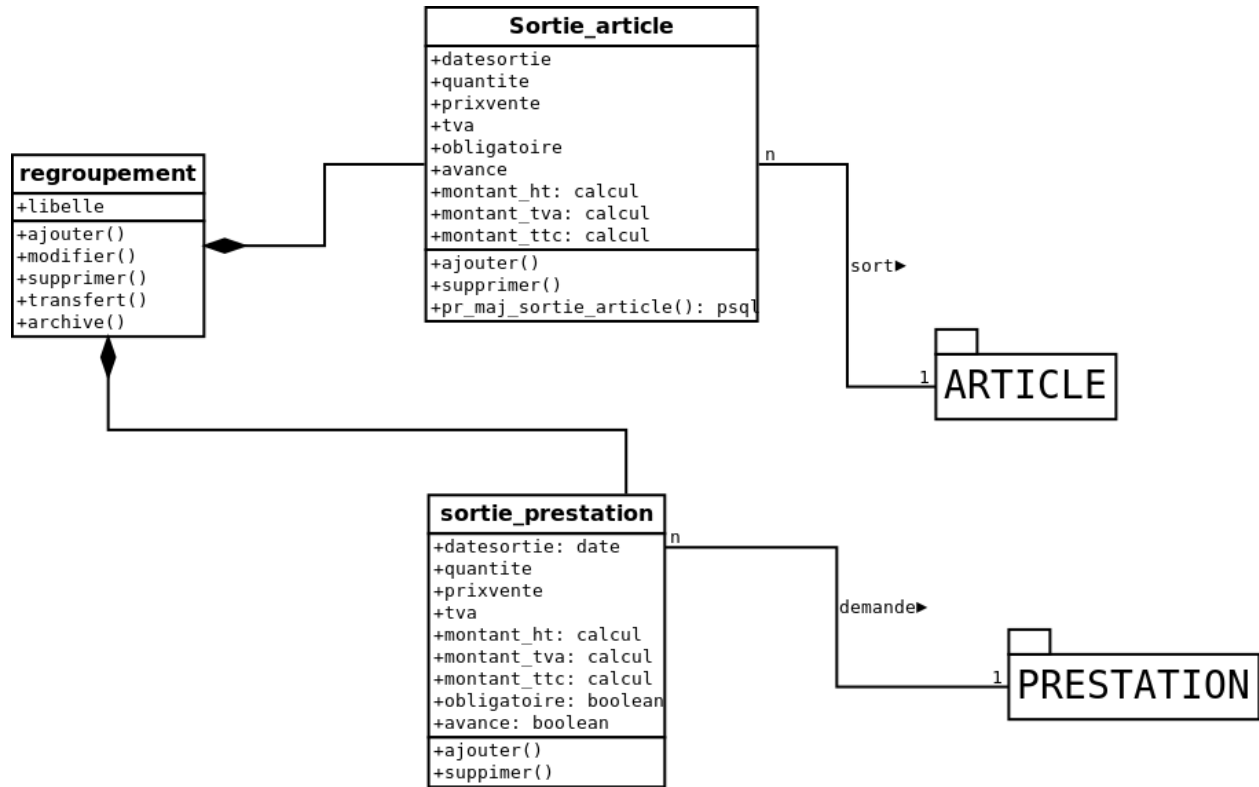 Sortie_article
+datesortie
+quantite
+prixvente
+tva
+obligatoire
+avance
+montant_ht: calcul
+montant_tva: calcul
+montant_ttc: calcul
+ajouter()
+supprimer()
+pr_maj_sortie_article(): psql
regroupement
+libelle
+ajouter()
+modifier()
+supprimer()
+transfert()
+archive()
n
sort►
1
ARTICLE
sortie_prestation
+datesortie: date
+quantite
+prixvente
+tva
+montant_ht: calcul
+montant_tva: calcul
+montant_ttc: calcul
+obligatoire: boolean
+avance: boolean
+ajouter()
+suppimer()
n
demande►
1
PRESTATION